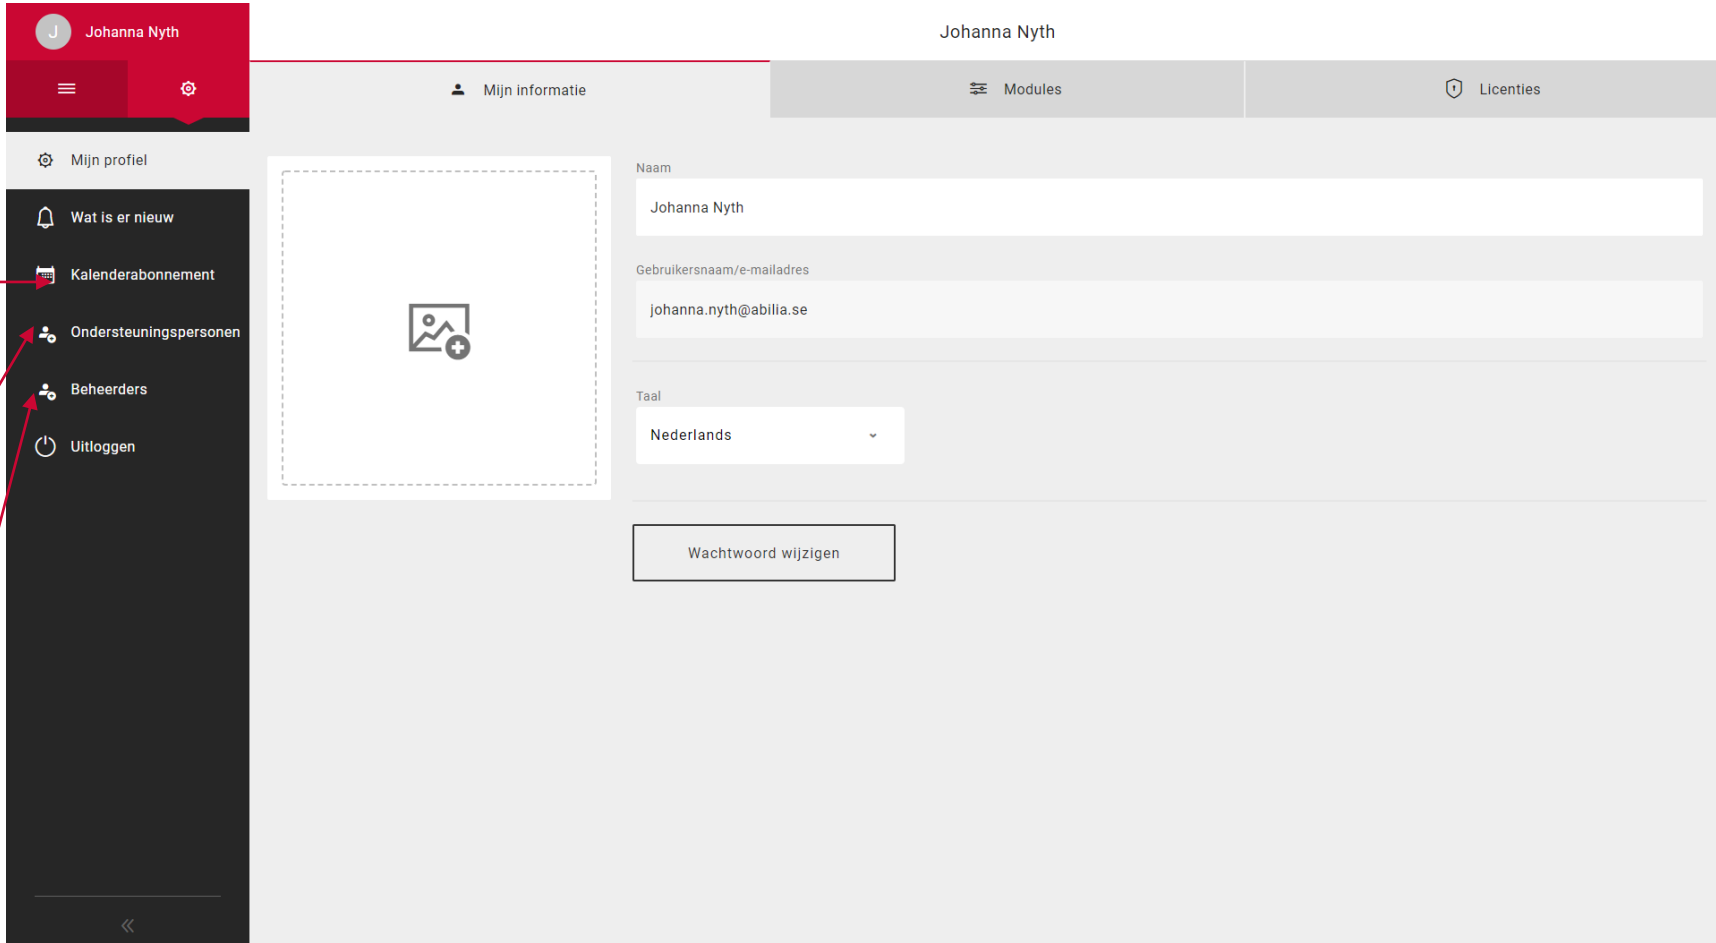 J Johanna Nyth
Johanna Nyth
Mijn informatie
Modules
Licenties
Mijn profiel
Wat is er nieuw
Kalenderabonnement
Ondersteuningspersonen
Beheerders
Uitloggen
Naam
Johanna Nyth
Gebruikersnaam/e-mailadres
johanna.nyth@abilia.se
Taal
Nederlands
Wachtwoord wijzigen